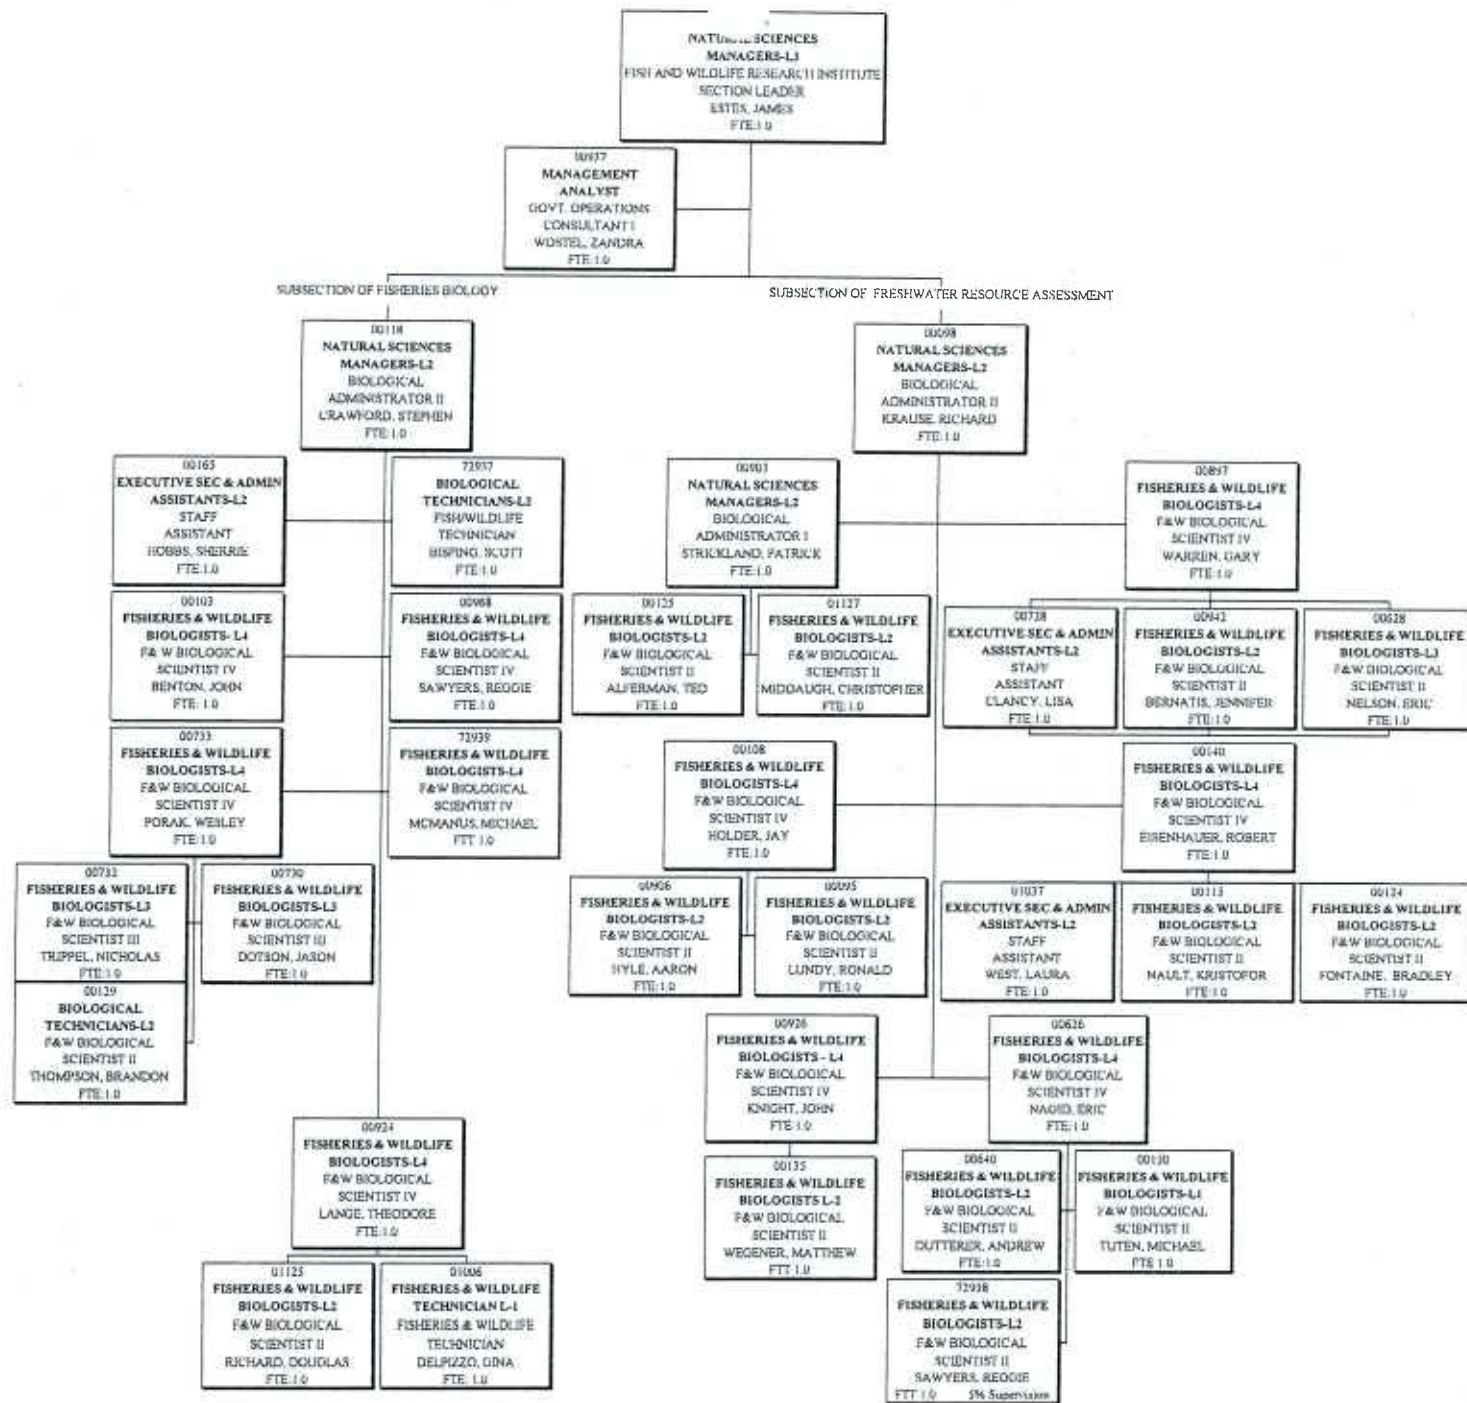 NATURAL SCIENCES
MANAGERS-L3
FISH AND WILDLIFE RESEARCH INSTITUTE
SECTION LEADER
ESTES, JAMES
FTE:1.0
00937
MANAGEMENT
ANALYST
GOVT. OPERATIONS
CONSULTANT I
WOSTEL, ZANDRA
FTE:1.0
SUBSECTION OF FISHERIES BIOLOGY
SUBSECTION OF FRESHWATER RESOURCE ASSESSMENT
00118
NATURAL SCIENCES
MANAGERS-L2
BIOLOGICAL
ADMINISTRATOR II
CRAWFORD, STEPHEN
FTE:1.0
00098
NATURAL SCIENCES
MANAGERS-L2
BIOLOGICAL
ADMINISTRATOR II
KRAUSE, RICHARD
FTE:1.0
00165
EXECUTIVE SEC & ADMIN
ASSISTANTS-L2
STAFF
ASSISTANT
HOBBS, SHERRIE
FTE:1.0
72937
BIOLOGICAL
TECHNICIANS-L2
FISH/WILDLIFE
TECHNICIAN
BISPING, SCOTT
FTE:1.0
00903
NATURAL SCIENCES
MANAGERS-L2
BIOLOGICAL
ADMINISTRATOR I
STRICKLAND, PATRICK
FTE:1.0
00897
FISHERIES & WILDLIFE
BIOLOGISTS-L4
F&W BIOLOGICAL
SCIENTIST IV
WARREN, GARY
FTE:1.0
00103
FISHERIES & WILDLIFE
BIOLOGISTS- L4
F& W BIOLOGICAL
SCIENTIST IV
BENTON, JOHN
FTE: 1.0
00968
FISHERIES & WILDLIFE
BIOLOGISTS-L4
F&W BIOLOGICAL
SCIENTIST IV
SAWYERS, REGGIE
FTE:1.0
00125
FISHERIES & WILDLIFE
BIOLOGISTS-L2
F&W BIOLOGICAL
SCIENTIST II
ALFERMAN, TED
FTE:1.0
01127
FISHERIES & WILDLIFE
BIOLOGISTS-L2
F&W BIOLOGICAL
SCIENTIST II
MIDDAUGH, CHRISTOPHER
FTE:1.0
00728
EXECUTIVE SEC & ADMIN
ASSISTANTS-L2
STAFF
ASSISTANT
CLANCY, LISA
FTE:1.0
00942
FISHERIES & WILDLIFE
BIOLOGISTS-L2
F&W BIOLOGICAL
SCIENTIST II
BERNATIS, JENNIFER
FTE:1.0
00628
FISHERIES & WILDLIFE
BIOLOGISTS-L3
F&W BIOLOGICAL
SCIENTIST II
NELSON, ERIC
FTE:1.0
00733
FISHERIES & WILDLIFE
BIOLOGISTS-L4
F&W BIOLOGICAL
SCIENTIST IV
PORAK, WESLEY
FTE:1.0
72939
FISHERIES & WILDLIFE
BIOLOGISTS-L4
F&W BIOLOGICAL
SCIENTIST IV
MCMANUS, MICHAEL
FTT 1.0
00108
FISHERIES & WILDLIFE
BIOLOGISTS-L4
F&W BIOLOGICAL
SCIENTIST IV
HOLDER, JAY
FTE:1.0
00140
FISHERIES & WILDLIFE
BIOLOGISTS-L4
F&W BIOLOGICAL
SCIENTIST IV
EISENHAUER, ROBERT
FTE:1.0
00732
FISHERIES & WILDLIFE
BIOLOGISTS-L3
F&W BIOLOGICAL
SCIENTIST III
TRIPPEL, NICHOLAS
FTE:1.0
00730
FISHERIES & WILDLIFE
BIOLOGISTS-L3
F&W BIOLOGICAL
SCIENTIST III
DOTSON, JASON
FTE:1.0
00906
FISHERIES & WILDLIFE
BIOLOGISTS-L2
F&W BIOLOGICAL
SCIENTIST II
HYLE, AARON
FTE:1.0
00095
FISHERIES & WILDLIFE
BIOLOGISTS-L2
F&W BIOLOGICAL
SCIENTIST II
LUNDY, RONALD
FTE:1.0
01037
EXECUTIVE SEC & ADMIN
ASSISTANTS-L2
STAFF
ASSISTANT
WEST, LAURA
FTE:1.0
00113
FISHERIES & WILDLIFE
BIOLOGISTS-L2
F&W BIOLOGICAL
SCIENTIST II
NAULT, KRISTOFOR
FTE:1.0
00124
FISHERIES & WILDLIFE
BIOLOGISTS-L2
F&W BIOLOGICAL
SCIENTIST II
FONTAINE, BRADLEY
FTE:1.0
00129
BIOLOGICAL
TECHNICIANS-L2
F&W BIOLOGICAL
SCIENTIST II
THOMPSON, BRANDON
FTE:1.0
00926
FISHERIES & WILDLIFE
BIOLOGISTS - L4
F&W BIOLOGICAL
SCIENTIST IV
KNIGHT, JOHN
FTE:1.0
00626
FISHERIES & WILDLIFE
BIOLOGISTS-L4
F&W BIOLOGICAL
SCIENTIST IV
NAGID, ERIC
FTE:1.0
00924
FISHERIES & WILDLIFE
BIOLOGISTS-L4
F&W BIOLOGICAL
SCIENTIST IV
LANGE, THEODORE
FTE:1.0
00135
FISHERIES & WILDLIFE
BIOLOGISTS L-2
F&W BIOLOGICAL
SCIENTIST II
WEGENER, MATTHEW
FTT 1.0
00640
FISHERIES & WILDLIFE
BIOLOGISTS-L2
F&W BIOLOGICAL
SCIENTIST II
DUTTERER, ANDREW
FTE:1.0
00130
FISHERIES & WILDLIFE
BIOLOGISTS-L1
F&W BIOLOGICAL
SCIENTIST II
TUTEN, MICHAEL
FTE 1.0
01125
FISHERIES & WILDLIFE
BIOLOGISTS-L2
F&W BIOLOGICAL
SCIENTIST II
RICHARD, DOUGLAS
FTE:1.0
01006
FISHERIES & WILDLIFE
TECHNICIAN L-1
FISHERIES & WILDLIFE
TECHNICIAN
DELPIZZO, GINA
FTE: 1.0
72938
FISHERIES & WILDLIFE
BIOLOGISTS-L2
F&W BIOLOGICAL
SCIENTIST II
SAWYERS, REGGIE
FTT 1.0 5% Supervision